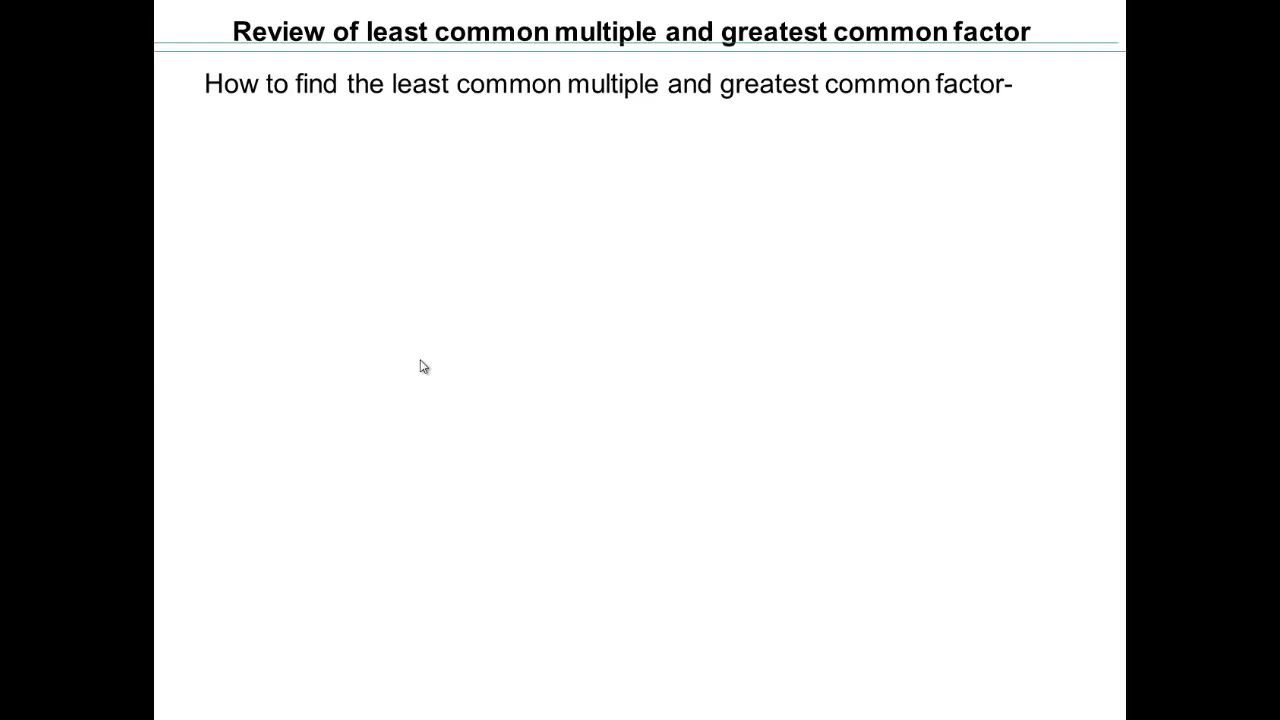 Review of least common multiple and greatest common factor
How to find the least common multiple and greatest common factor-